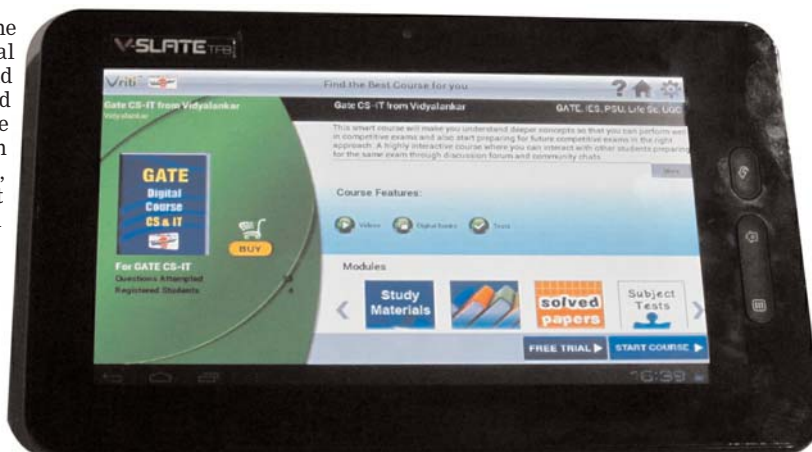 V-SLATE TAB
Vriti
Find the Best Course for you
Gate CS-IT from Vidyalankar
Vidyalankar
Gate CS-IT from Vidyalankar
GATE, IES, PSU, Life Sc, UGC
This smart course will make you understand deeper concepts so that you can perform well
in competitive exams and also start preparing for future competitive exams in the right
approach. A highly interactive course where you can interact with other students preparing
for the same exam through discussion forum and community chats.
More
GATE
Digital
Course
CS & IT
BUY
Course Features:
Videos
Digital books
Tests
For GATE CS-IT
Questions Attempted
Registered Students
Modules
Study
Materials
solved
papers
Subject
Tests
FREE TRIAL
START COURSE
16:39